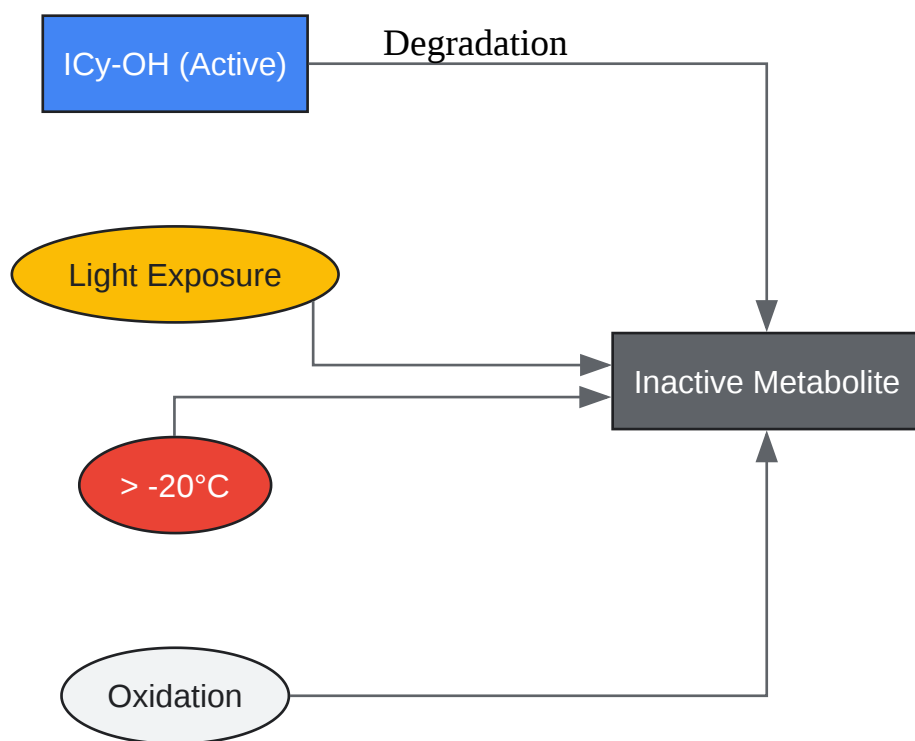 ICy-OH (Active)
Degradation
Light Exposure
Inactive Metabolite
> -20°C
Oxidation